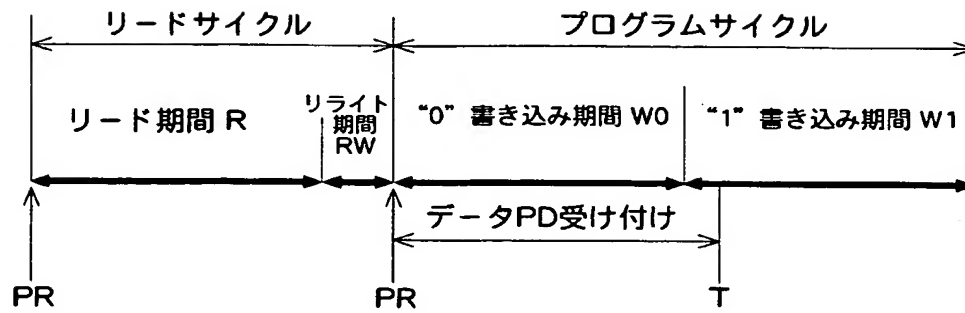 リードサイクル
プログラムサイクル
リード期間 R
リライト
期間
RW
“0” 書き込み期間 W0
“1” 書き込み期間 W1
データPD受け付け
PR
PR
T